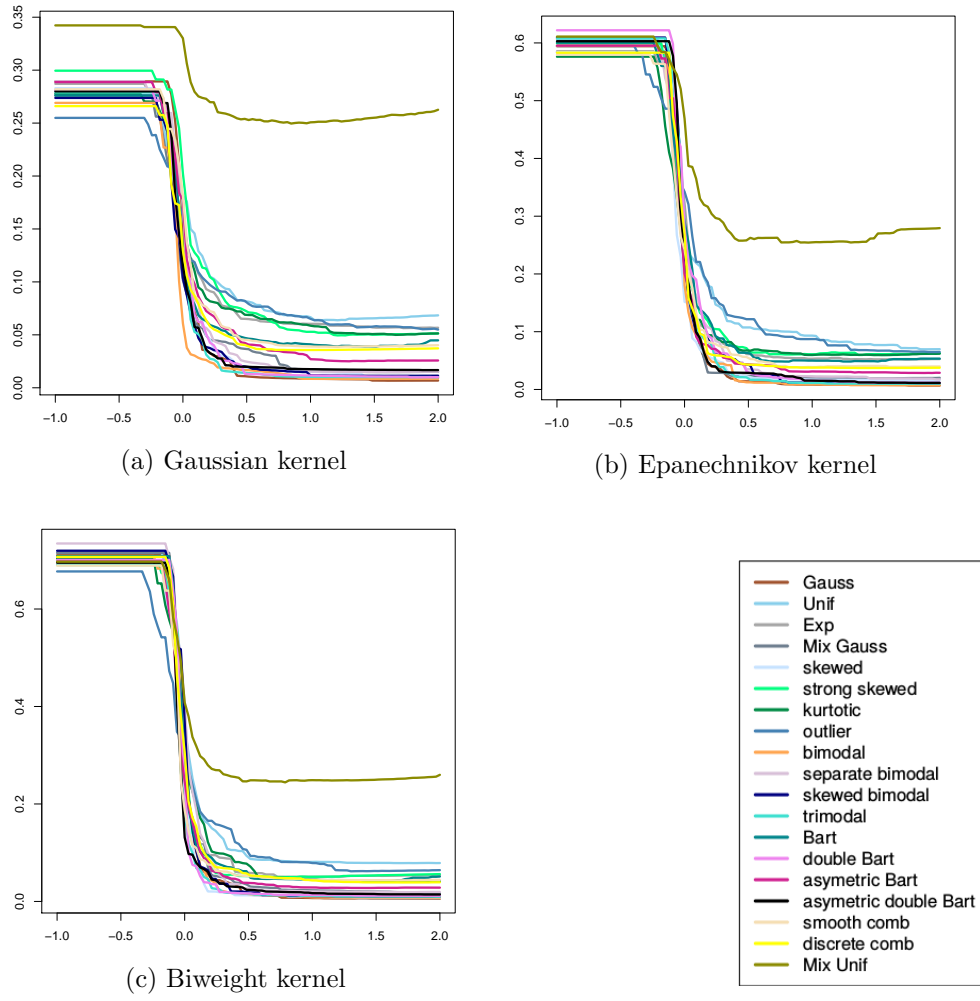 0.35
0.30
0.25
0.20
0.15
0.10
0.05
0.00
-1.0 -0.5 0.0 0.5 1.0 1.5 2.0
(a) Gaussian kernel
0.6
0.5
0.4
0.3
0.2
0.1
0.0
-1.0 -0.5 0.0 0.5 1.0 1.5 2.0
(b) Epanechnikov kernel
0.6
0.4
0.2
0.0
-1.0 -0.5 0.0 0.5 1.0 1.5 2.0
(c) Biweight kernel
Gauss
Unif
Exp
Mix Gauss
skewed
strong skewed
kurtotic
outlier
bimodal
separate bimodal
skewed bimodal
trimodal
Bart
double Bart
asymetric Bart
asymetric double Bart
smooth comb
discrete comb
Mix Unif